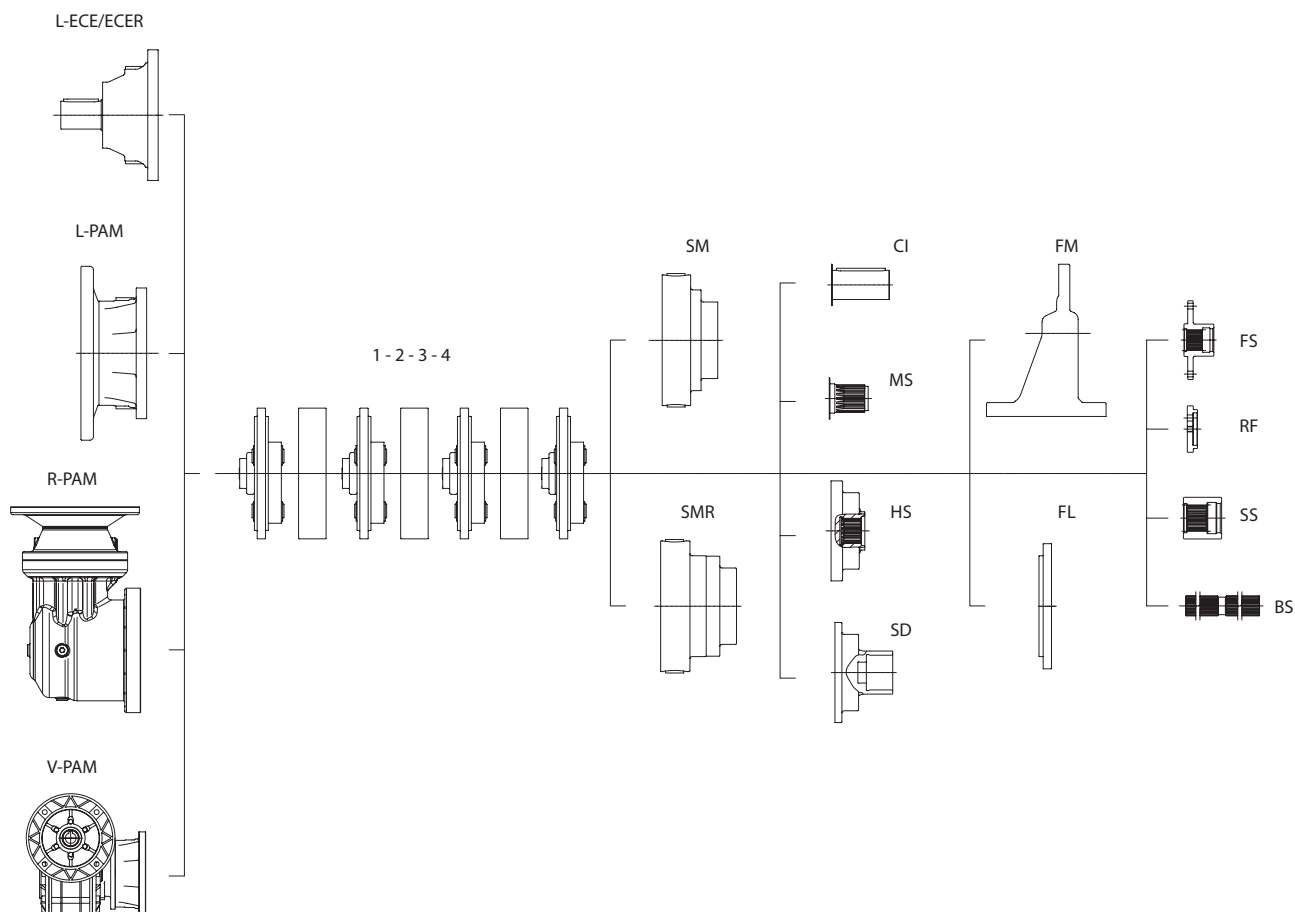 L-ECE/ECER
L-PAM
R-PAM
V-PAM
1 - 2 - 3 - 4
SM
SMR
CI
MS
HS
SD
FM
FL
FS
RF
SS
BS